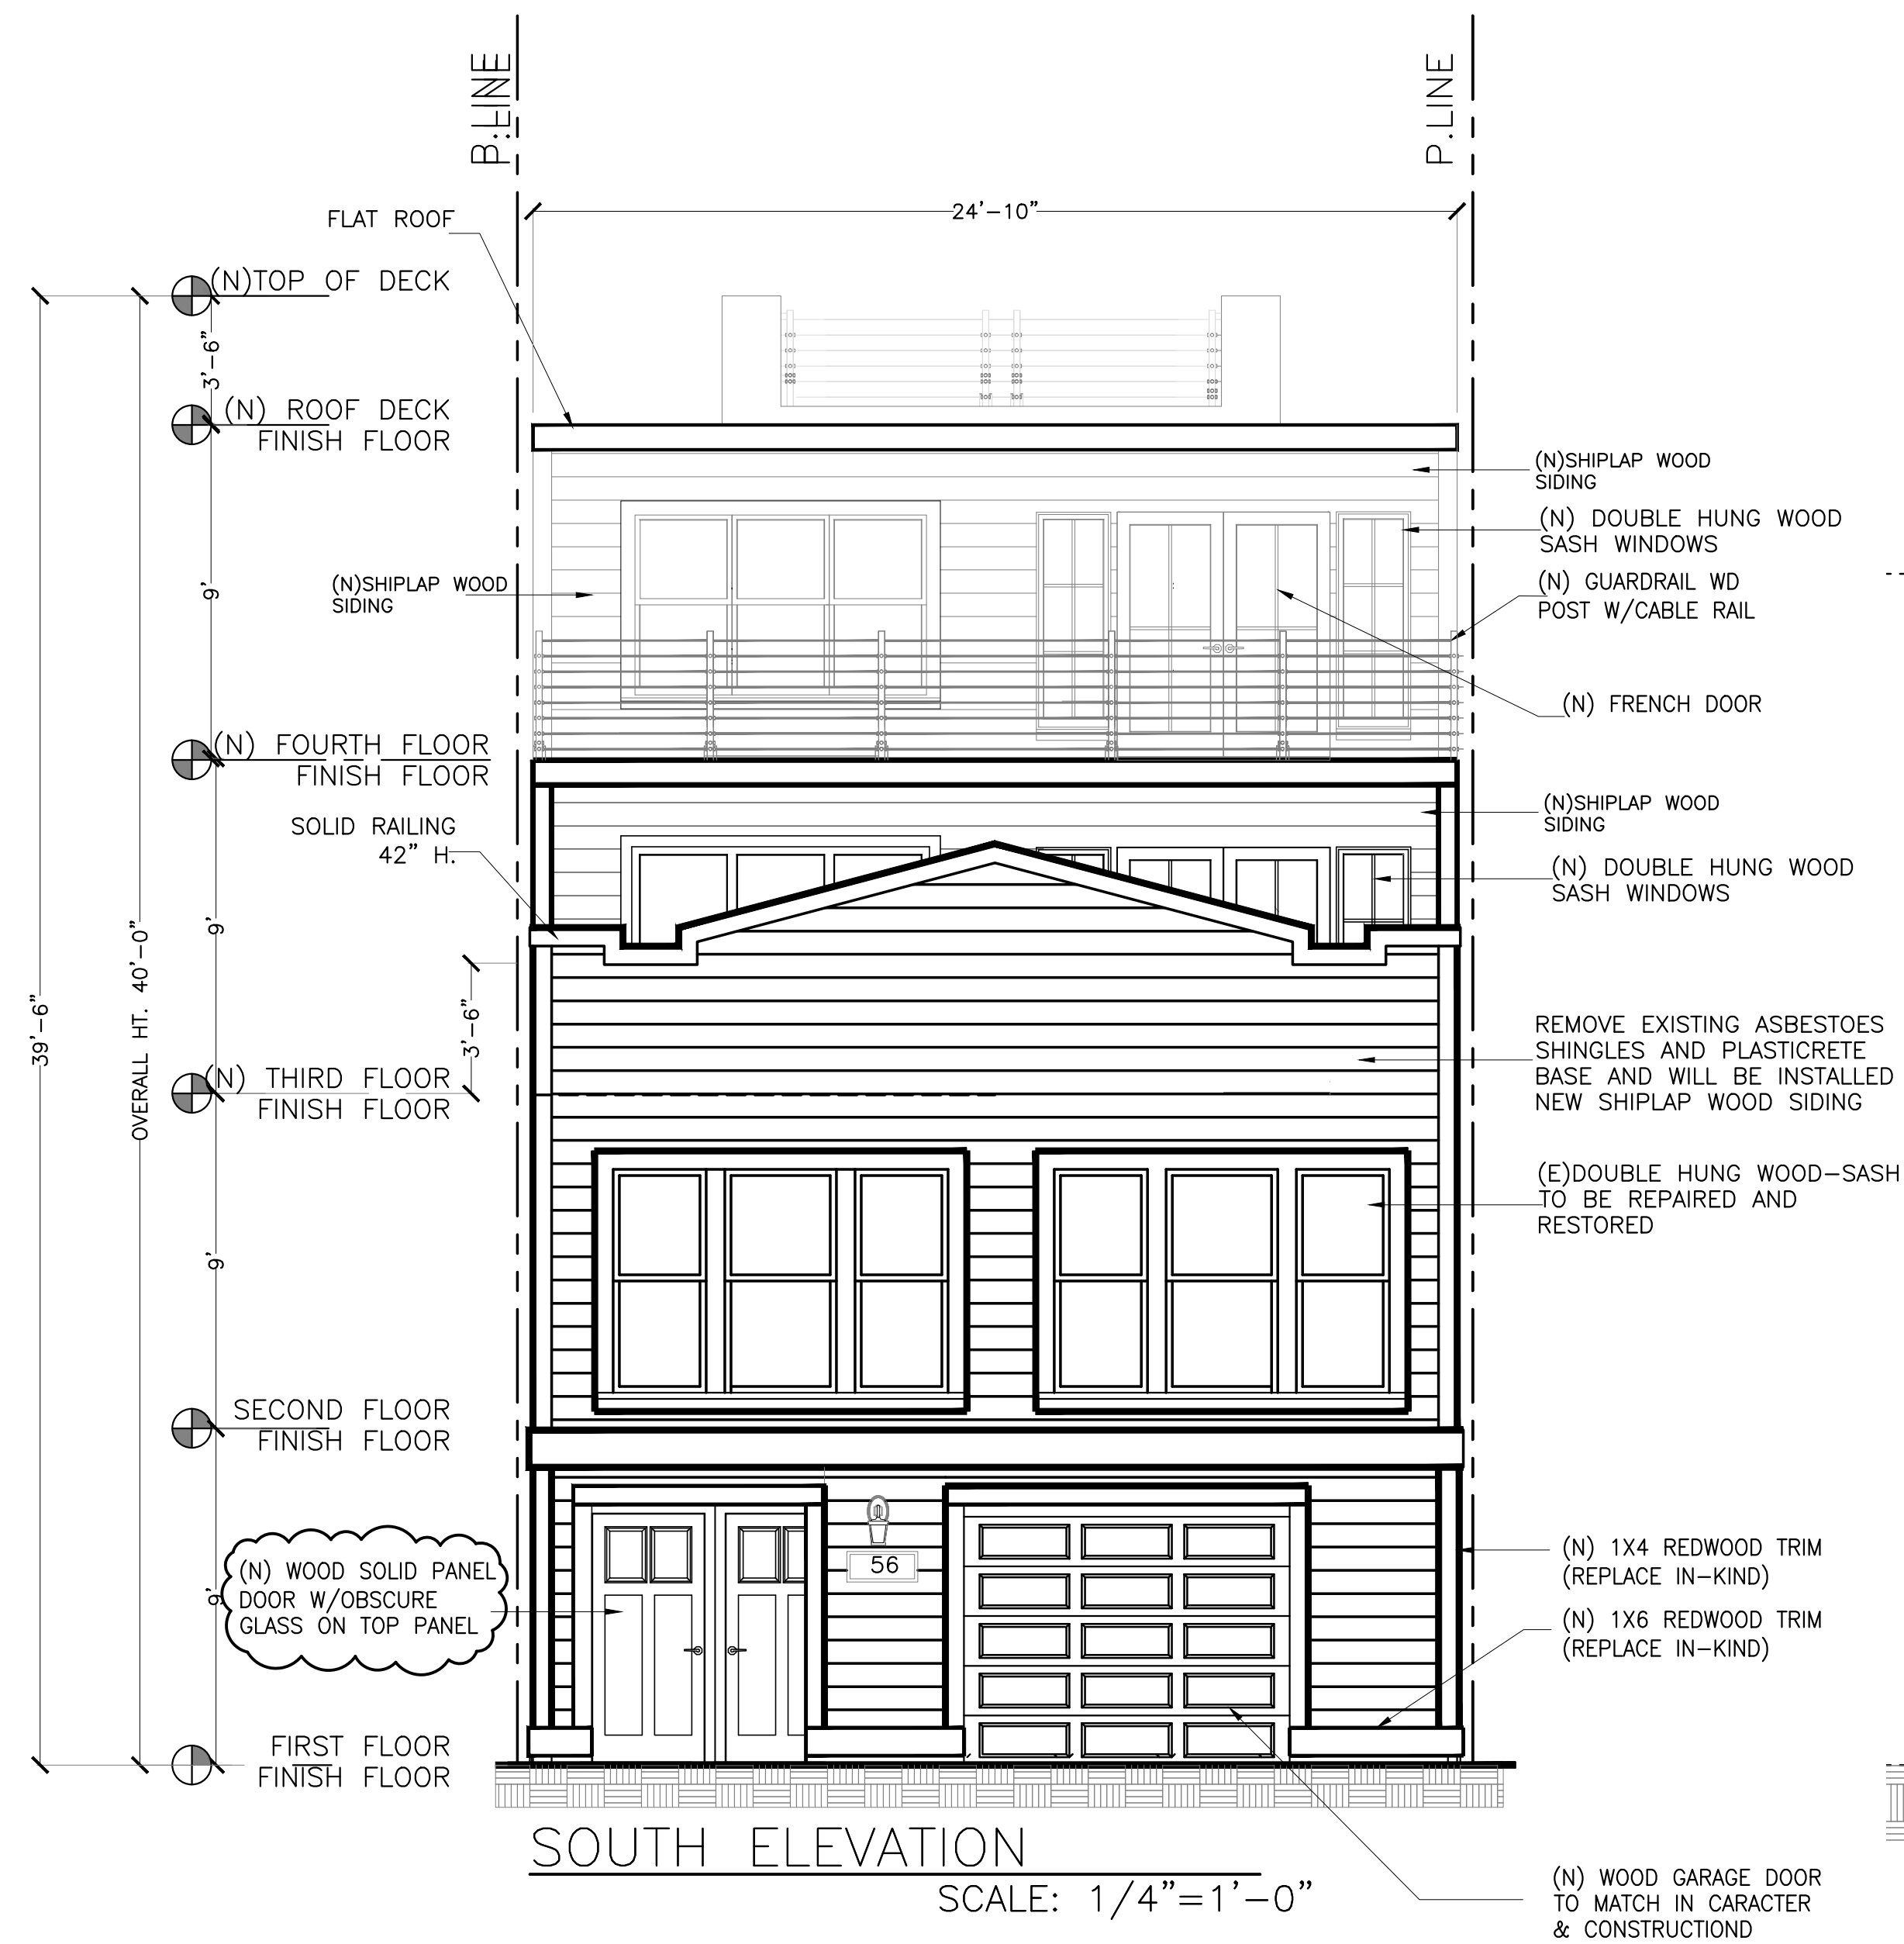 P.LINE
P.LINE
24'-10"
FLAT ROOF
(N)TOP OF DECK
3'-6"
(N) ROOF DECK
FINISH FLOOR
(N)SHIPLAP WOOD
SIDING
(N) DOUBLE HUNG WOOD
SASH WINDOWS
(N)SHIPLAP WOOD
SIDING
9'
(N) GUARDRAIL WD
POST W/CABLE RAIL
(N) FRENCH DOOR
(N) FOURTH FLOOR
FINISH FLOOR
SOLID RAILING
42" H.
(N)SHIPLAP WOOD
SIDING
(N) DOUBLE HUNG WOOD
SASH WINDOWS
9'
39'-6"
OVERALL HT. 40'-0"
3'-6"
(N) THIRD FLOOR
FINISH FLOOR
REMOVE EXISTING ASBESTOES
SHINGLES AND PLASTICRETE
BASE AND WILL BE INSTALLED
NEW SHIPLAP WOOD SIDING
(E)DOUBLE HUNG WOOD-SASH
TO BE REPAIRED AND
RESTORED
9'
SECOND FLOOR
FINISH FLOOR
(N) WOOD SOLID PANEL
DOOR W/OBSCURE
GLASS ON TOP PANEL
9'
56
(N) 1X4 REDWOOD TRIM
(REPLACE IN-KIND)
(N) 1X6 REDWOOD TRIM
(REPLACE IN-KIND)
FIRST FLOOR
FINISH FLOOR
SOUTH ELEVATION
SCALE: 1/4"=1'-0"
(N) WOOD GARAGE DOOR
TO MATCH IN CARACTER
& CONSTRUCTIOND